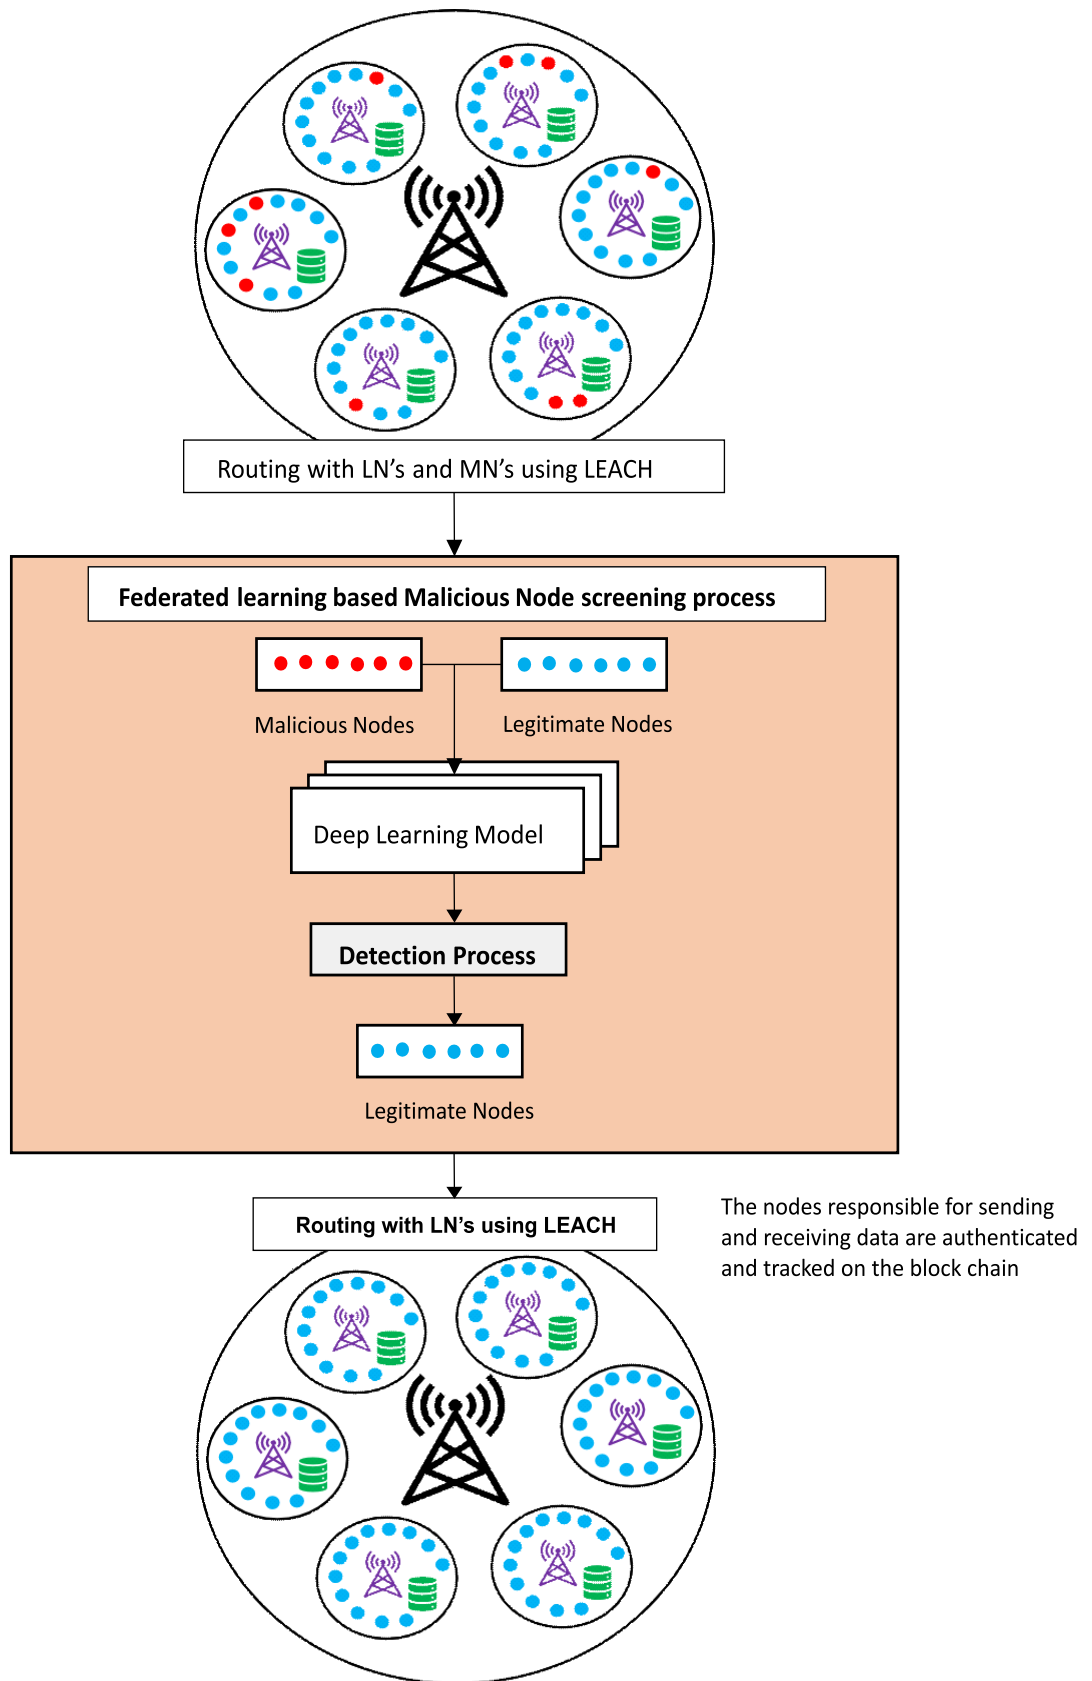 Routing with LN’s and MN’s using LEACH
Federated learning based Malicious Node screening process
Malicious Nodes
Legitimate Nodes
Deep Learning Model
Detection Process
Legitimate Nodes
Routing with LN’s using LEACH
The nodes responsible for sending
and receiving data are authenticated
and tracked on the block chain